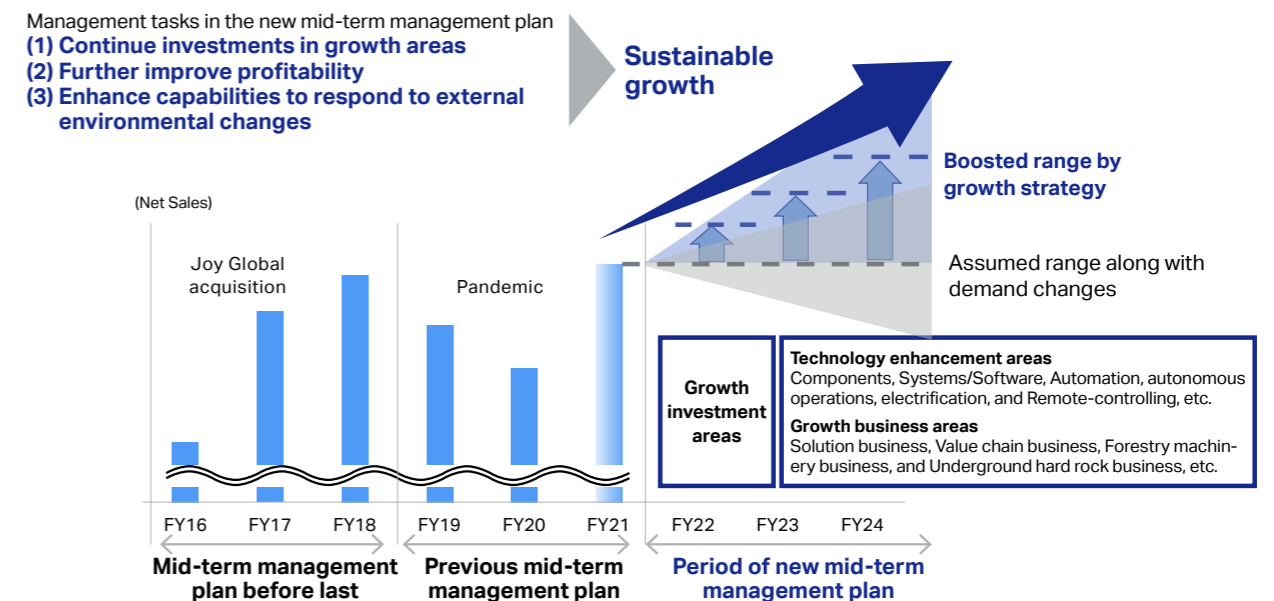 Management tasks in the new mid-term management plan
(1) Continue investments in growth areas
(2) Further improve profitability
(3) Enhance capabilities to respond to external
environmental changes
Sustainable
growth
Boosted range by
growth strategy
(Net Sales)
Joy Global
acquisition
Pandemic
Assumed range along with
demand changes
Growth
investment
areas
Technology enhancement areas
Components, Systems/Software, Automation, autonomous
operations, electrification, and Remote-controlling, etc.
Growth business areas
Solution business, Value chain business, Forestry machin-
ery business, and Underground hard rock business, etc.
FY16 FY17 FY18 FY19 FY20 FY21 FY22 FY23 FY24
Mid-term management
plan before last
Previous mid-term
management plan
Period of new mid-term
management plan